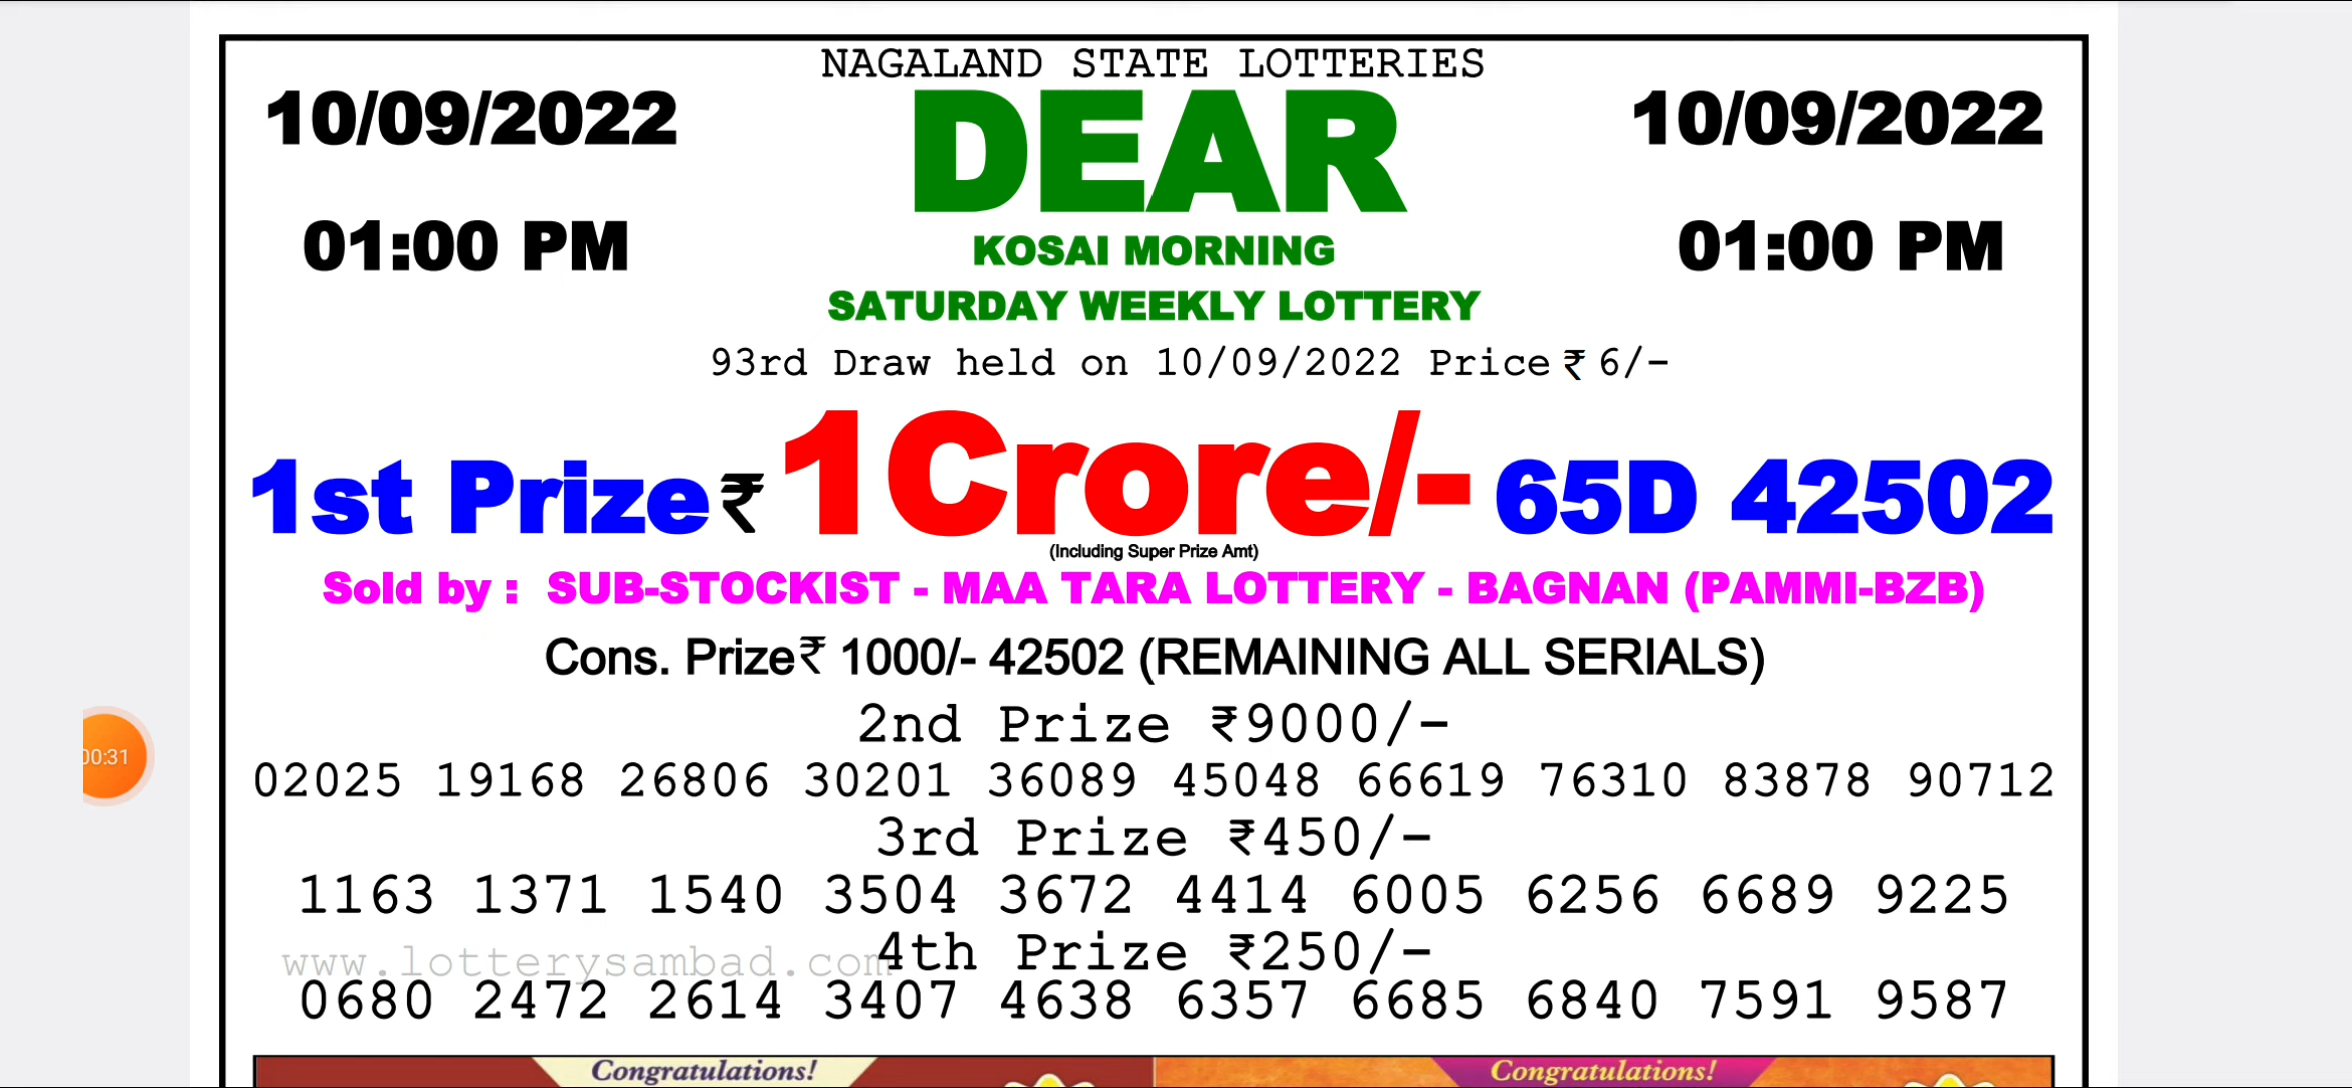 NAGALAND STATE LOTTERIES
10/09/2022 DEAR 10/09/2022
01:00 PM KOSAI MORNING 01:00 PM
SATURDAY WEEKLY LOTTERY
93rd Draw held on 10/09/2022 Price ₹ 6/-
1st Prize ₹ 1Crore/- 65D 42502
(Including Super Prize Amt)
Sold by : SUB-STOCKIST - MAA TARA LOTTERY - BAGNAN (PAMMI-BZB)
Cons. Prize ₹ 1000/- 42502 (REMAINING ALL SERIALS)
2nd Prize ₹9000/-
00:31
02025 19168 26806 30201 36089 45048 66619 76310 83878 90712
3rd Prize ₹450/-
1163 1371 1540 3504 3672 4414 6005 6256 6689 9225
www.lotterysambad.com
4th Prize ₹250/-
0680 2472 2614 3407 4638 6357 6685 6840 7591 9587
Congratulations! Congratulations!